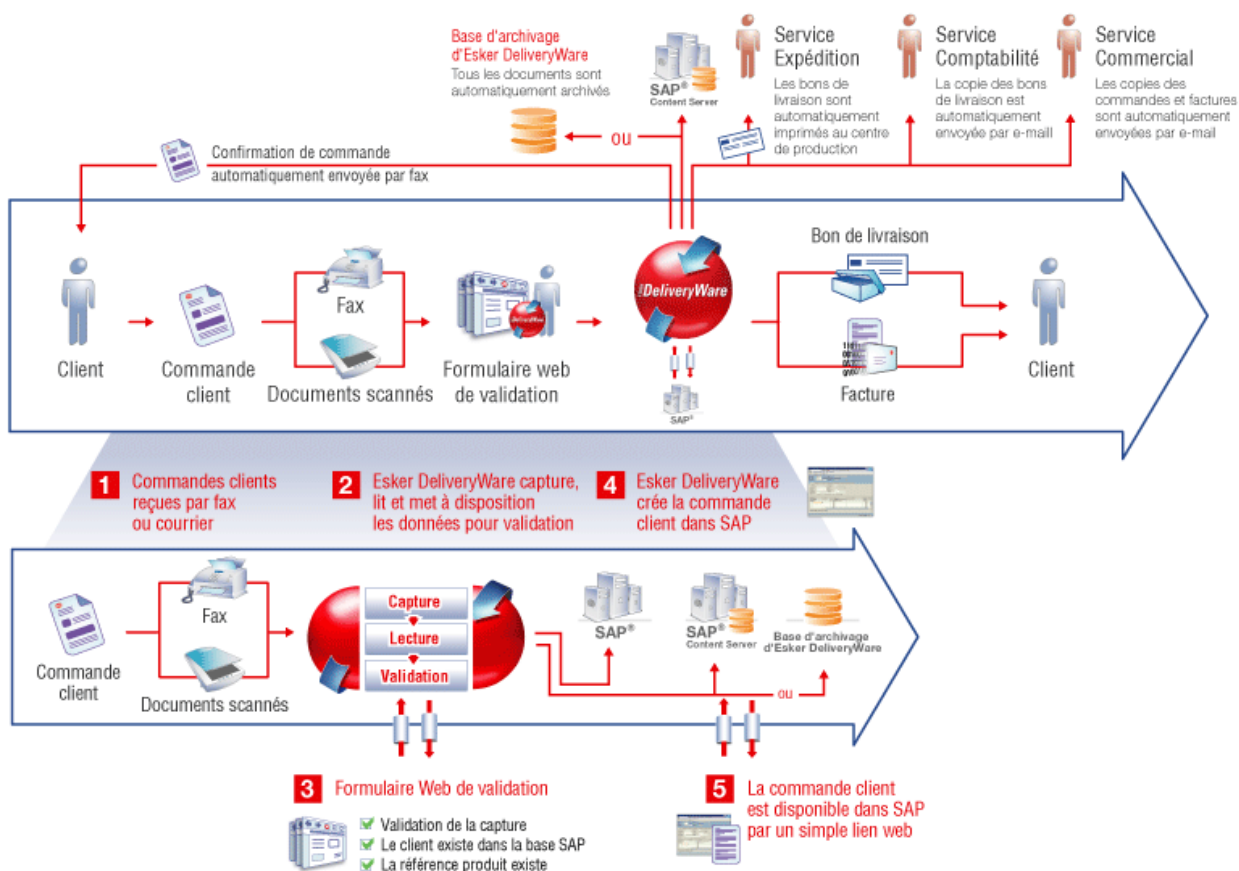 Base d'archivage
d'Esker DeliveryWare
Tous les documents sont
automatiquement archivés
SAP®
Content Server
Service
Expédition
Les bons de
livraison sont
automatiquement
imprimés au centre
de production
Service
Comptabilité
La copie des bons
de livraison est
automatiquement
envoyée par e-maill
Service
Commercial
Les copies des
commandes et factures
sont automatiquement
envoyées par e-mail
ou
Confirmation de commande
automatiquement envoyée par fax
Client
Commande
client
Fax
Documents scannés
DeliveryWare
Formulaire web
de validation
DeliveryWare
SAP®
Bon de livraison
Facture
Client
1 Commandes clients
reçues par fax
ou courrier
2 Esker DeliveryWare capture,
lit et met à disposition
les données pour validation
4 Esker DeliveryWare
crée la commande
client dans SAP
Commande
client
Fax
Documents scannés
Capture
Lecture
Validation
SAP®
SAP®
Content Server
Base d'archivage
d'Esker DeliveryWare
ou
3 Formulaire Web de validation
Validation de la capture
Le client existe dans la base SAP
La référence produit existe
5 La commande client
est disponible dans SAP
par un simple lien web